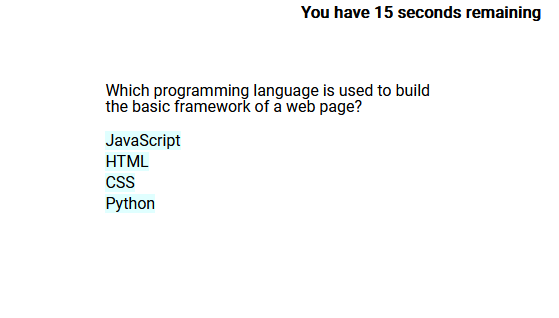 You have 15 seconds remaining
Which programming language is used to build
the basic framework of a web page?
JavaScript
HTML
CSS
Python